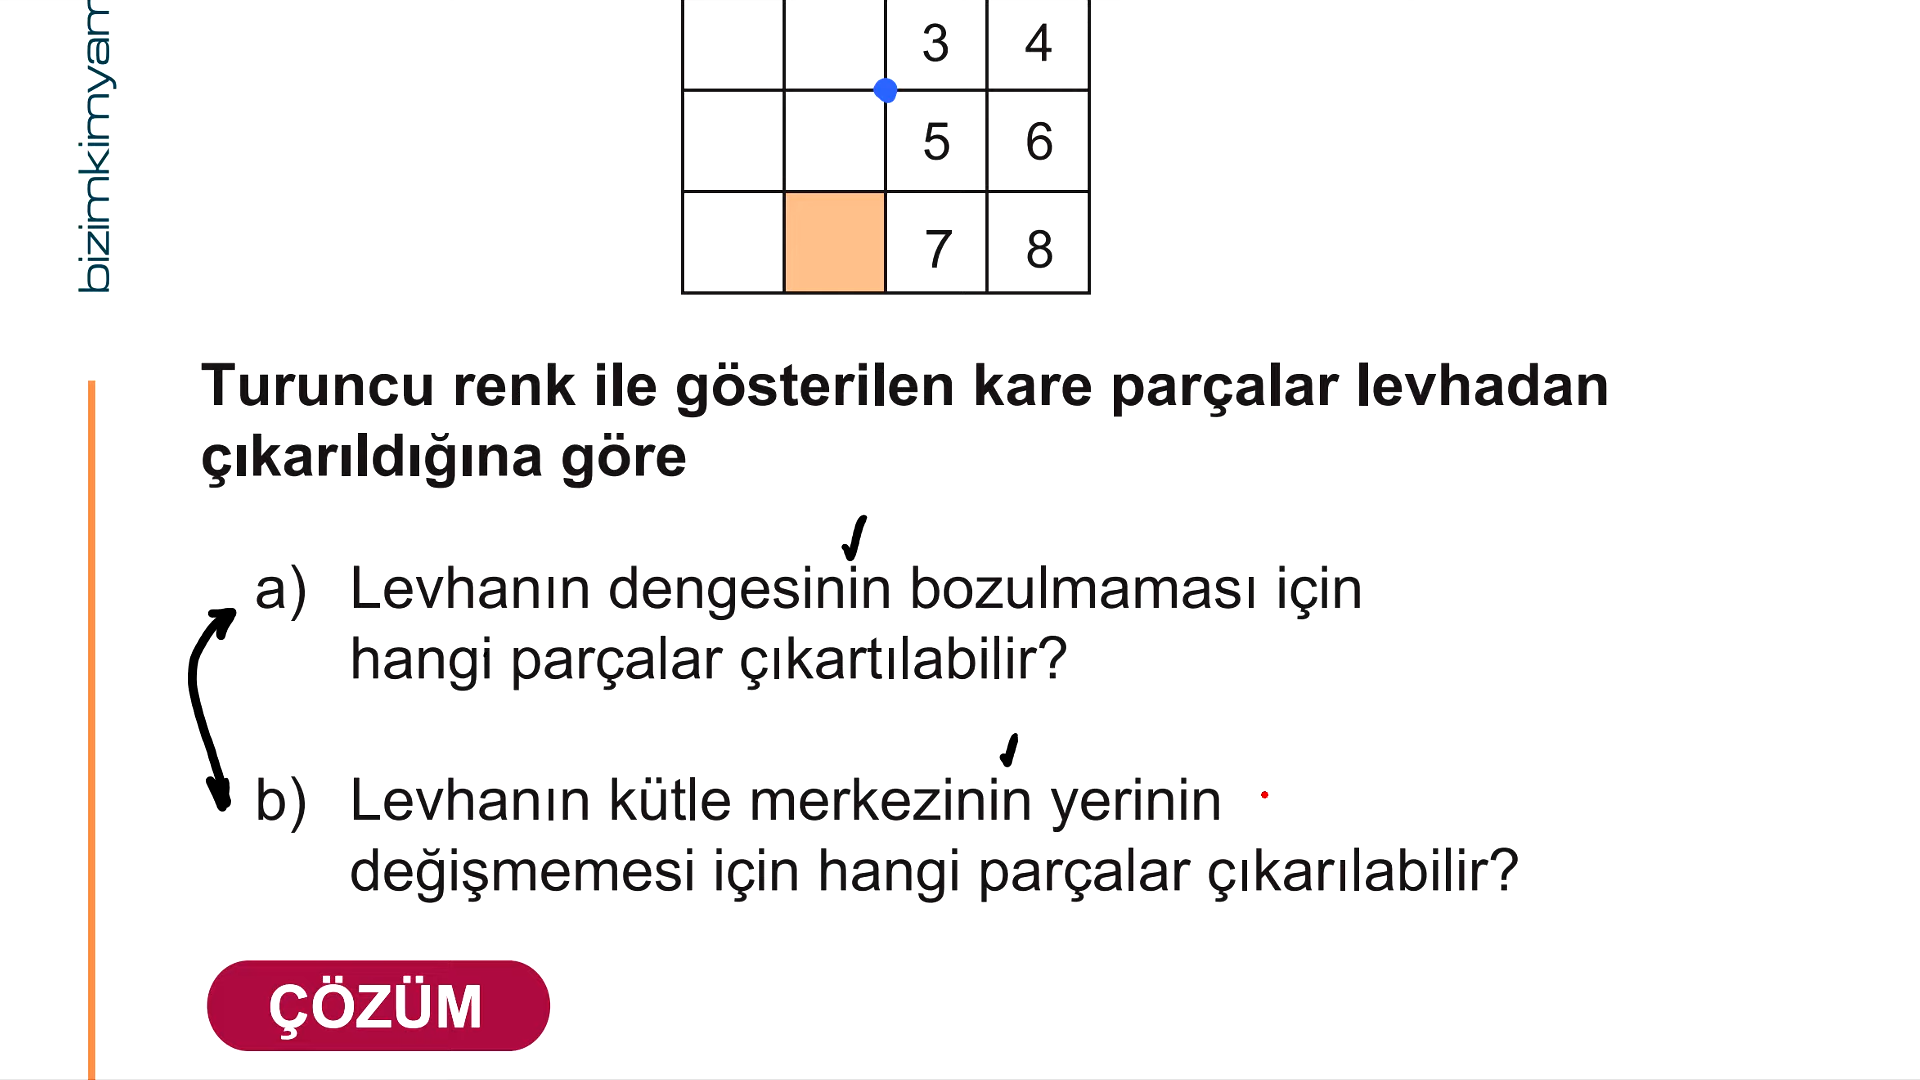 bizimkimyam
3 4
5 6
7 8
Turuncu renk ile gösterilen kare parçalar levhadan
çıkarıldığına göre
a) Levhanın dengesinin bozulmaması için
hangi parçalar çıkartılabilir?
b) Levhanın kütle merkezinin yerinin
değişmemesi için hangi parçalar çıkarılabilir?
ÇÖZÜM